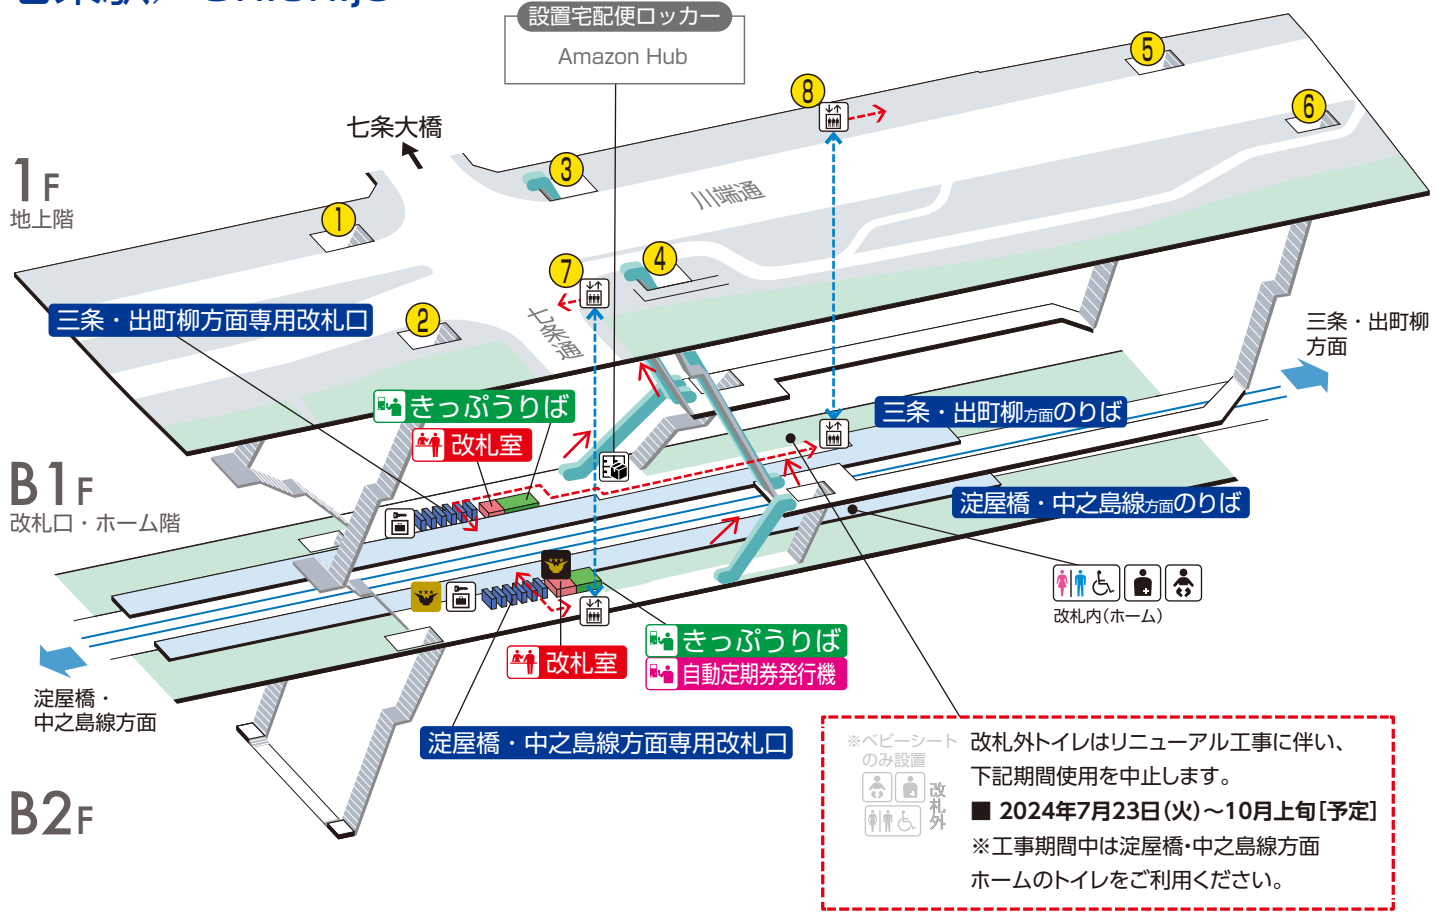 設置宅配便ロッカー
Amazon Hub
七条大橋
1F
地上階
1
2
3
4
5
6
7
8
川端通
七条通
三条・出町柳方面専用改札口
きっぷうりば
改札室
三条・出町柳
方面
三条・出町柳方面のりば
淀屋橋・中之島線方面のりば
B1F
改札口・ホーム階
改札内(ホーム)
きっぷうりば
自動定期券発行機
改札室
淀屋橋・
中之島線方面
淀屋橋・中之島線方面専用改札口
B2F
※ベビーシート
のみ設置
改札外
改札外トイレはリニューアル工事に伴い、
下記期間使用を中止します。
■ 2024年7月23日(火)〜10月上旬[予定]
※工事期間中は淀屋橋・中之島線方面
ホームのトイレをご利用ください。